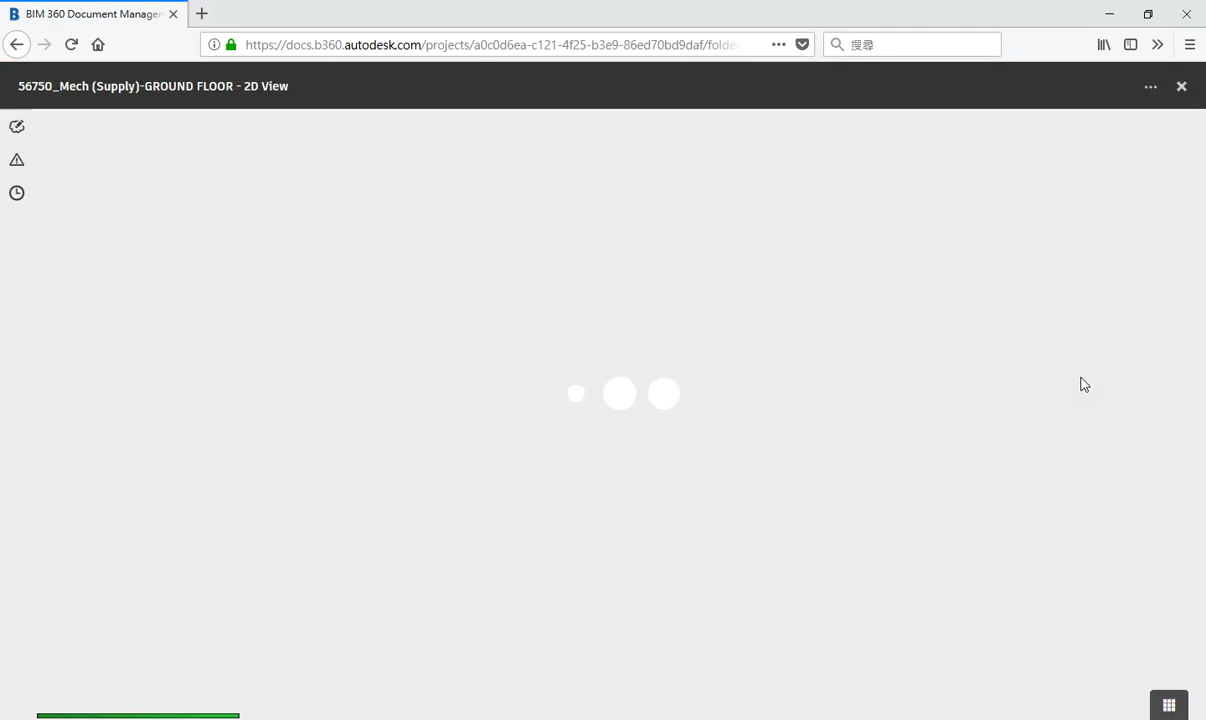 BIM 360 Document Managem
https://docs.b360.autodesk.com/projects/a0c0d6ea-c121-4f25-b3e9-86ed70bd9daf/folde
搜尋
56750_Mech (Supply)-GROUND FLOOR - 2D View